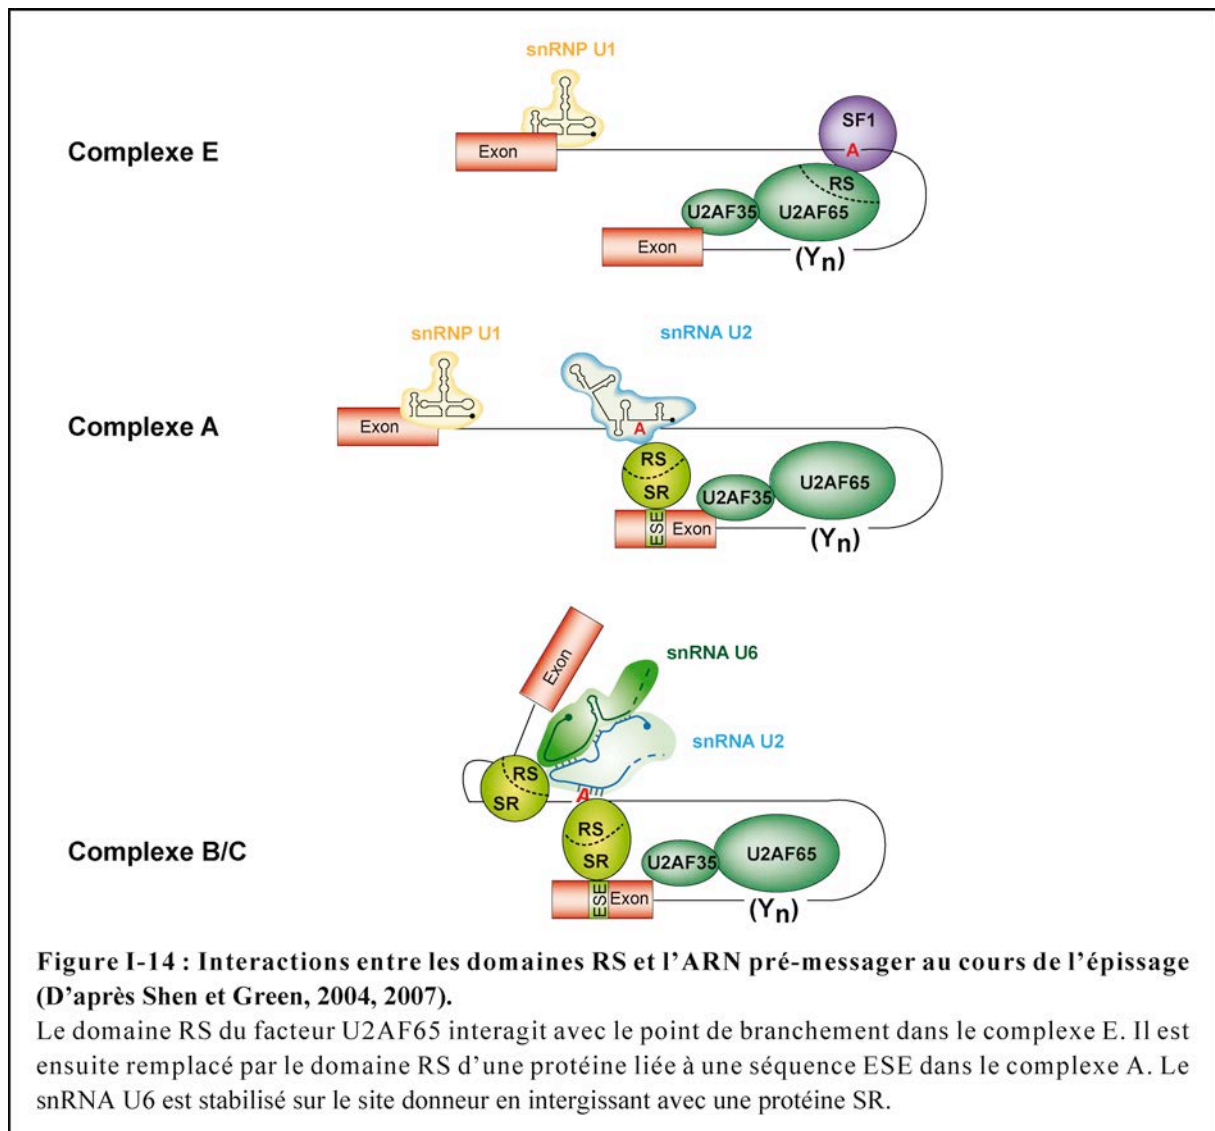 snRNP U1
Complexe E
Exon
SF1
A
RS
U2AF35
U2AF65
Exon
(Yn)
snRNP U1
snRNA U2
Complexe A
Exon
A
RS
SR
U2AF35
U2AF65
ESE
Exon
(Yn)
Exon
snRNA U6
snRNA U2
RS
SR
A
RS
SR
Complexe B/C
U2AF35
U2AF65
ESE
Exon
(Yn)
Figure I-14 : Interactions entre les domaines RS et l'ARN pré-messager au cours de l'épissage
(D'après Shen et Green, 2004, 2007).
Le domaine RS du facteur U2AF65 interagit avec le point de branchement dans le complexe E. Il est
ensuite remplacé par le domaine RS d'une protéine liée à une séquence ESE dans le complexe A. Le
snRNA U6 est stabilisé sur le site donneur en intergissant avec une protéine SR.